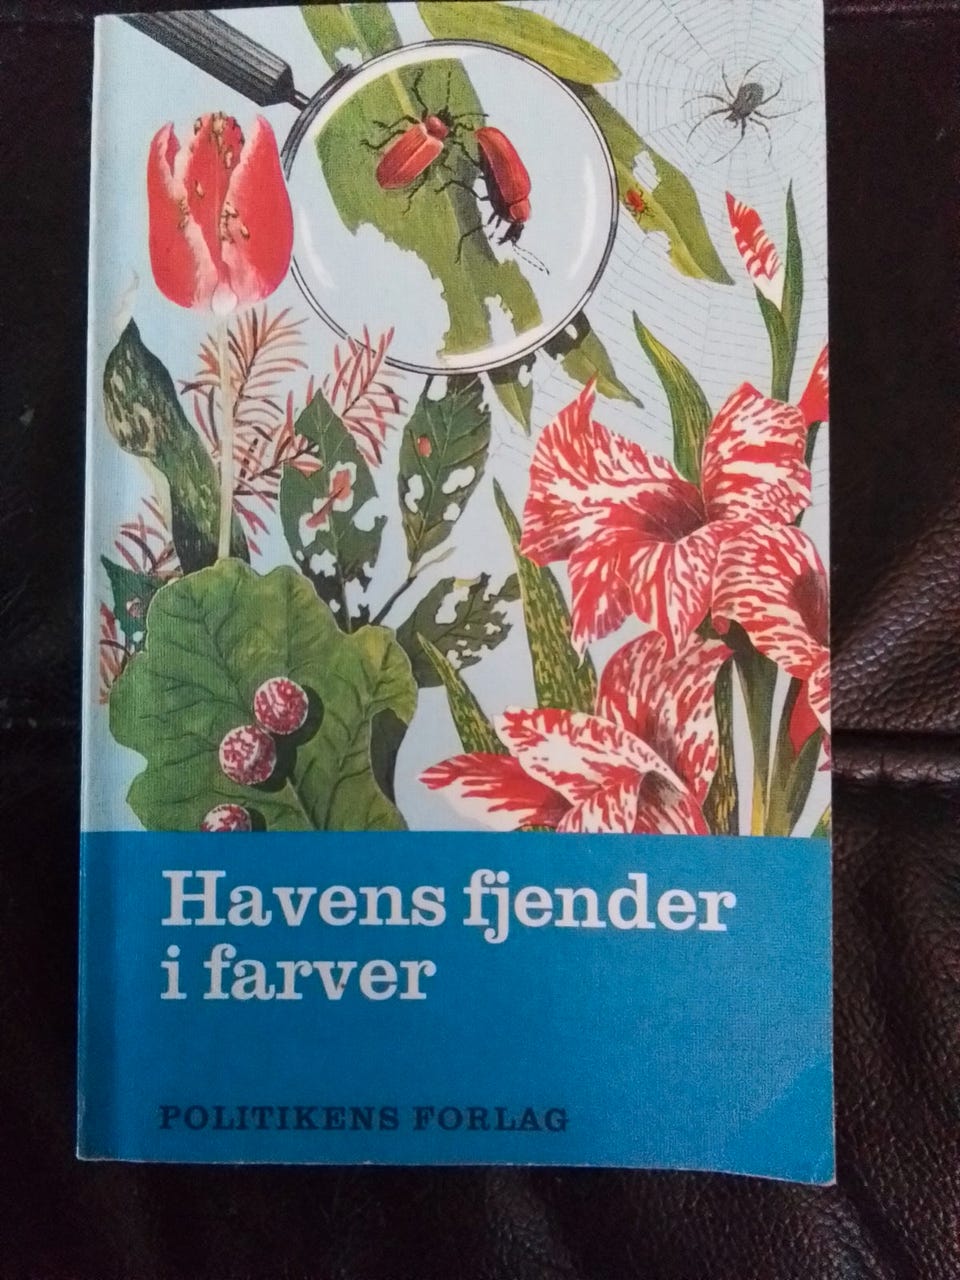 Havens fjender
i farver
POLITIKENS FORLAG